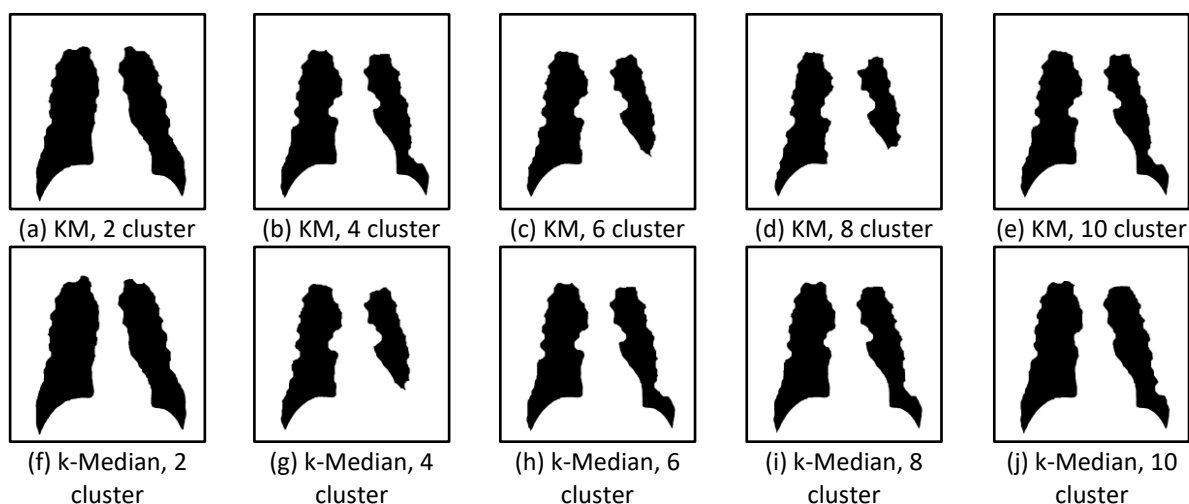 (a) KM, 2 cluster
(b) KM, 4 cluster
(c) KM, 6 cluster
(d) KM, 8 cluster
(e) KM, 10 cluster
(f) k-Median, 2
cluster
(g) k-Median, 4
cluster
(h) k-Median, 6
cluster
(i) k-Median, 8
cluster
(j) k-Median, 10
cluster